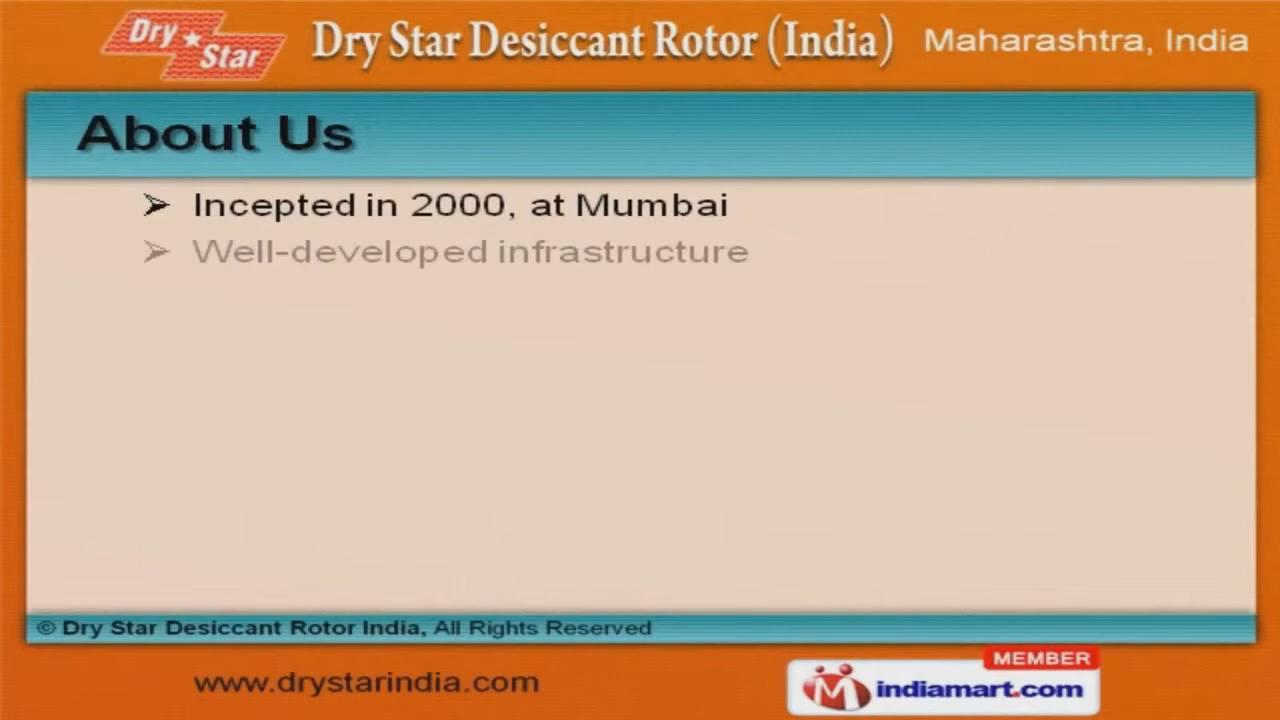 Dry Star
Dry Star Desiccant Rotor (India)
Maharashtra, India
About Us
➢ Incepted in 2000, at Mumbai
➢ Well-developed infrastructure
© Dry Star Desiccant Rotor India, All Rights Reserved
www.drystarindia.com
MEMBER
indiamart.com